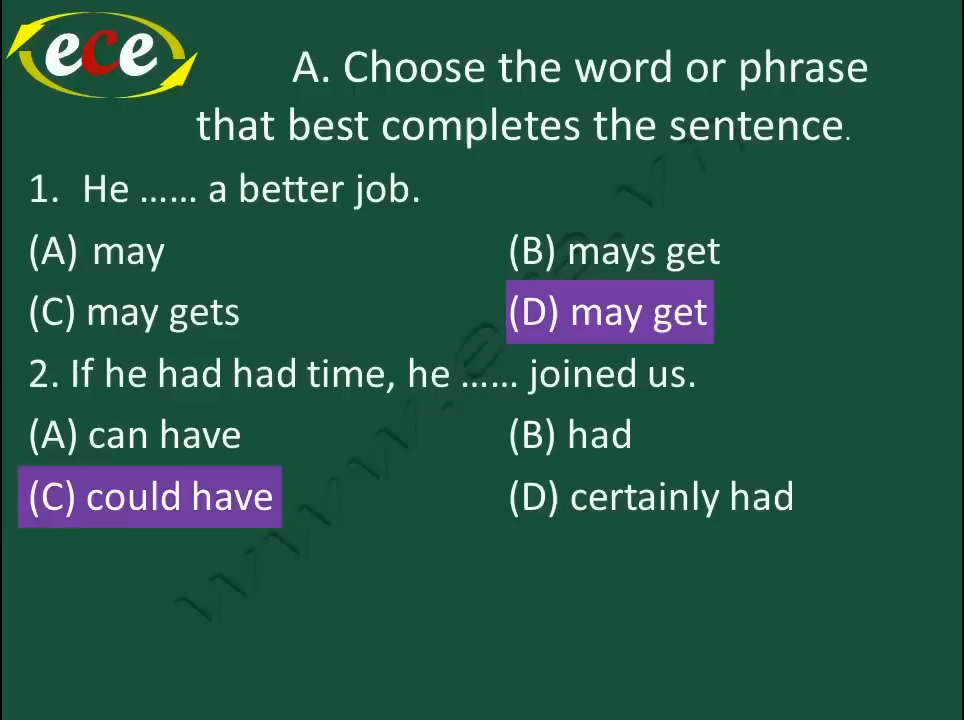 ece
A. Choose the word or phrase
that best completes the sentence.
1. He ...... a better job.
(A) may (B) mays get
(C) may gets (D) may get
2. If he had had time, he ...... joined us.
(A) can have (B) had
(C) could have (D) certainly had